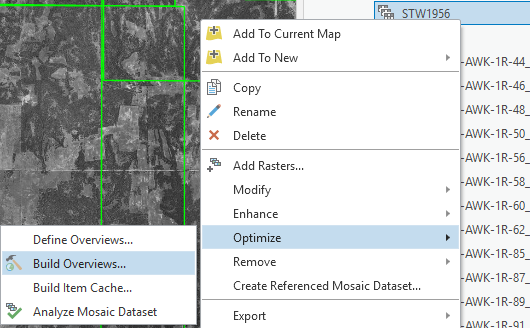 STW1956
Add To Current Map
Add To New
Copy
Rename
Delete
Add Rasters...
Modify
Enhance
Optimize
Remove
Create Referenced Mosaic Dataset...
Export
Define Overviews...
Build Overviews...
Build Item Cache...
Analyze Mosaic Dataset
-AWK-1R-44_
-AWK-1R-46_
-AWK-1R-48_
-AWK-1R-50_
-AWK-1R-56_
-AWK-1R-58_
-AWK-1R-60_
-AWK-1R-62_
-AWK-1R-85_
-AWK-1R-87_
-AWK-1R-89_
-AWK-1R-91_